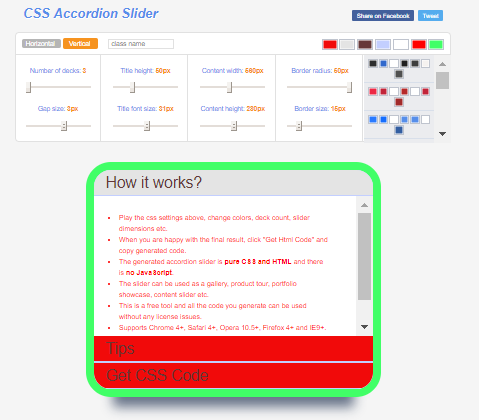 CSS Accordion Slider
Share on Facebook Tweet
Horizontal Vertical class name
Number of decks: 3 Title height: 50px Content width: 560px Border radius: 50px
Gap size: 3px Title font size: 31px Content height: 280px Border size: 15px
How it works?
Play the css settings above, change colors, deck count, slider
dimensions etc.
When you are happy with the final result, click "Get Html Code" and
copy generated code.
The generated accordion slider is pure CSS and HTML and there
is no JavaScript.
The slider can be used as a gallery, product tour, portfolio
showcase, content slider etc.
This is a free tool and all the code you generate can be used
without any license issues.
Supports Chrome 4+, Safari 4+, Opera 10.5+, Firefox 4+ and IE9+.
Tips
Get CSS Code